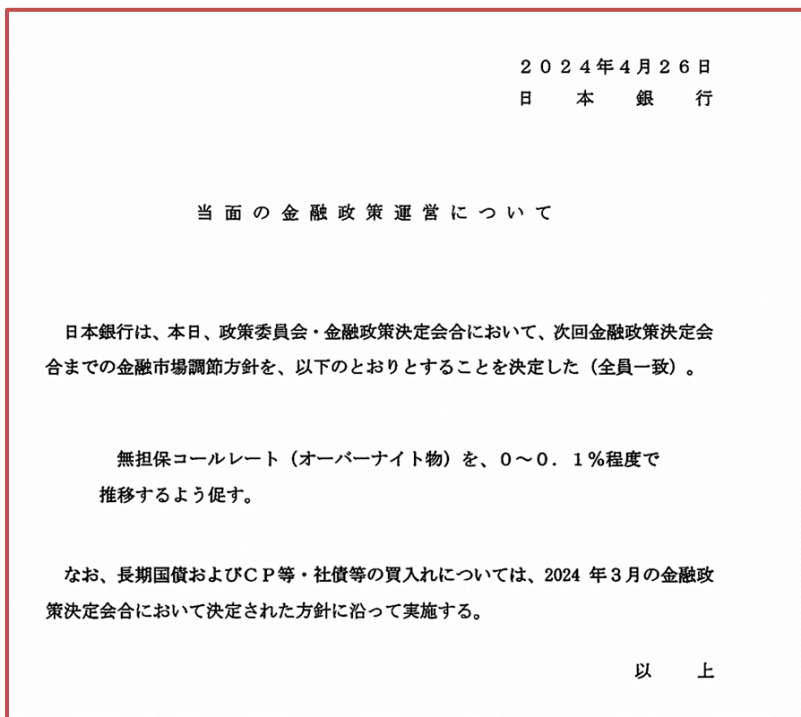 ２０２４年４月２６日
日本銀行
当面の金融政策運営について
日本銀行は、本日、政策委員会・金融政策決定会合において、次回金融政策決定会
合までの金融市場調節方針を、以下のとおりとすることを決定した（全員一致）。
無担保コールレート（オーバーナイト物）を、０～０．１％程度で
推移するよう促す。
なお、長期国債およびＣＰ等・社債等の買入れについては、2024 年３月の金融政
策決定会合において決定された方針に沿って実施する。
以上